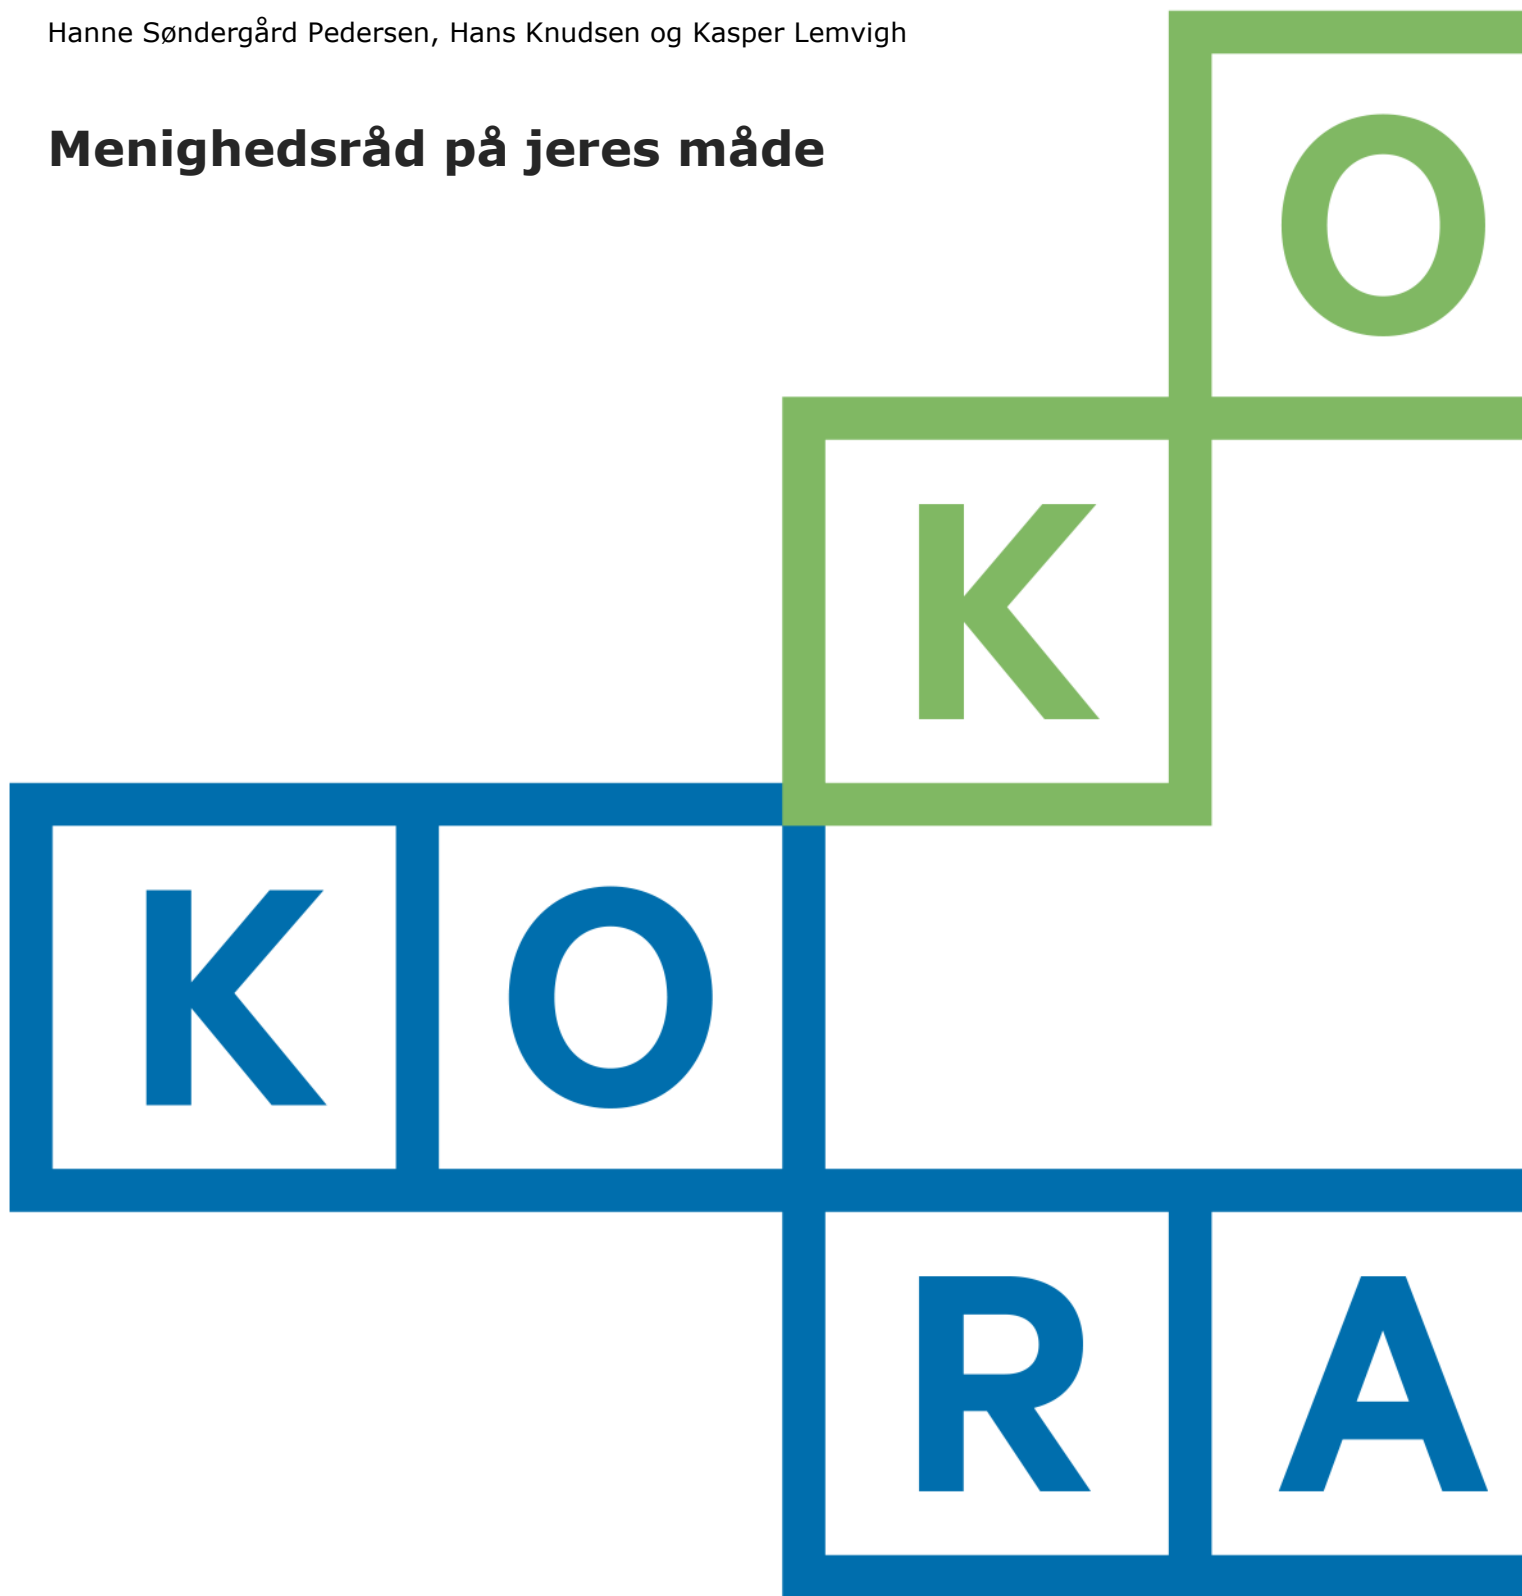 Hanne Søndergård Pedersen, Hans Knudsen og Kasper Lemvigh
Menighedsråd på jeres måde
O
K
K O
R A